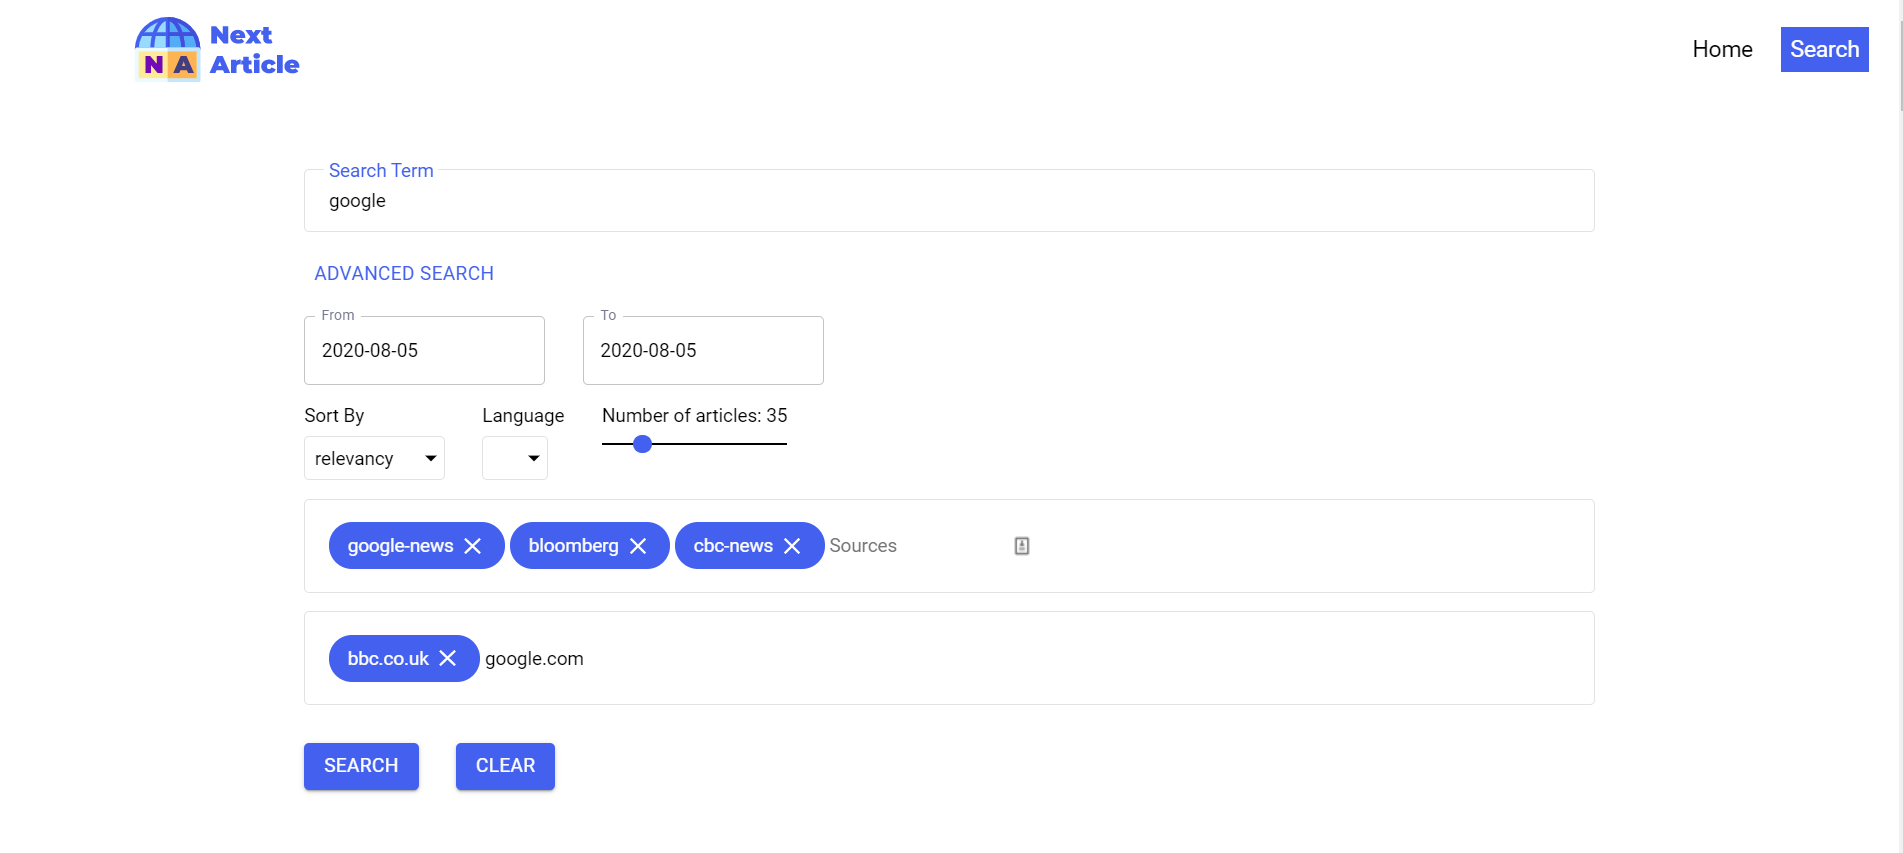 Next
Article
NA
Home Search
Search Term
google
ADVANCED SEARCH
From To
2020-08-05 2020-08-05
Sort By Language Number of articles: 35
relevancy
google-news bloomberg cbc-news Sources
bbc.co.uk google.com
SEARCH CLEAR